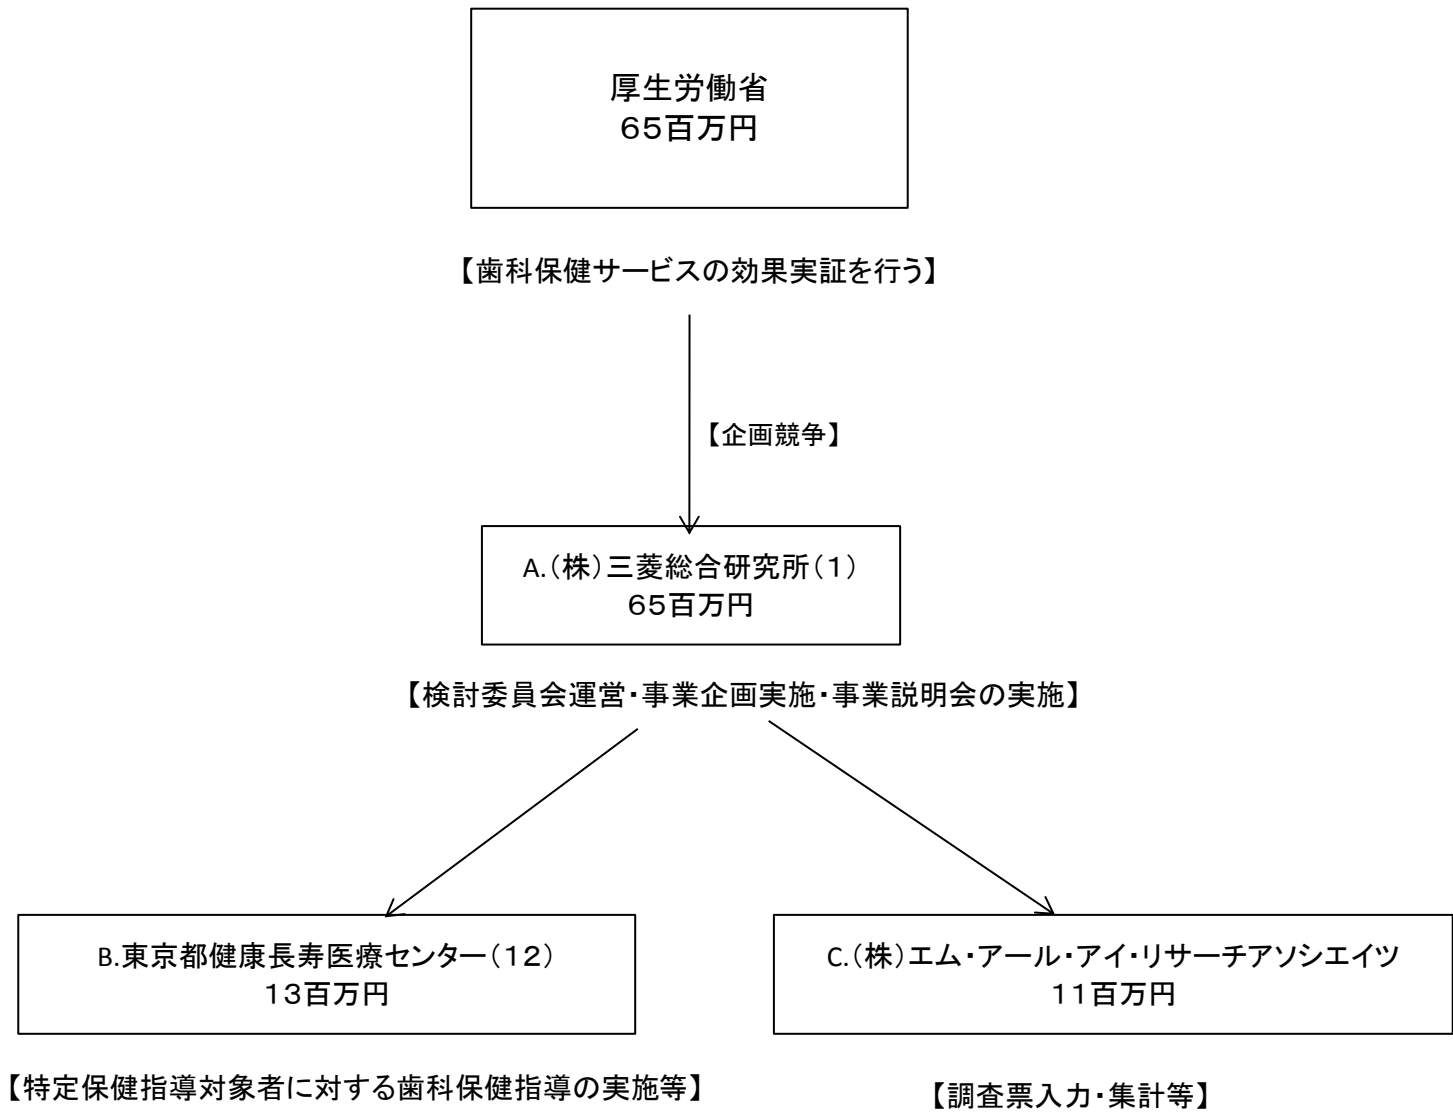 厚生労働省
65百万円
【歯科保健サービスの効果実証を行う】
【企画競争】
A.(株)三菱総合研究所(1)
65百万円
【検討委員会運営・事業企画実施・事業説明会の実施】
B.東京都健康長寿医療センター(12)
13百万円
C.(株)エム・アール・アイ・リサーチアソシエイツ
11百万円
【特定保健指導対象者に対する歯科保健指導の実施等】
【調査票入力・集計等】